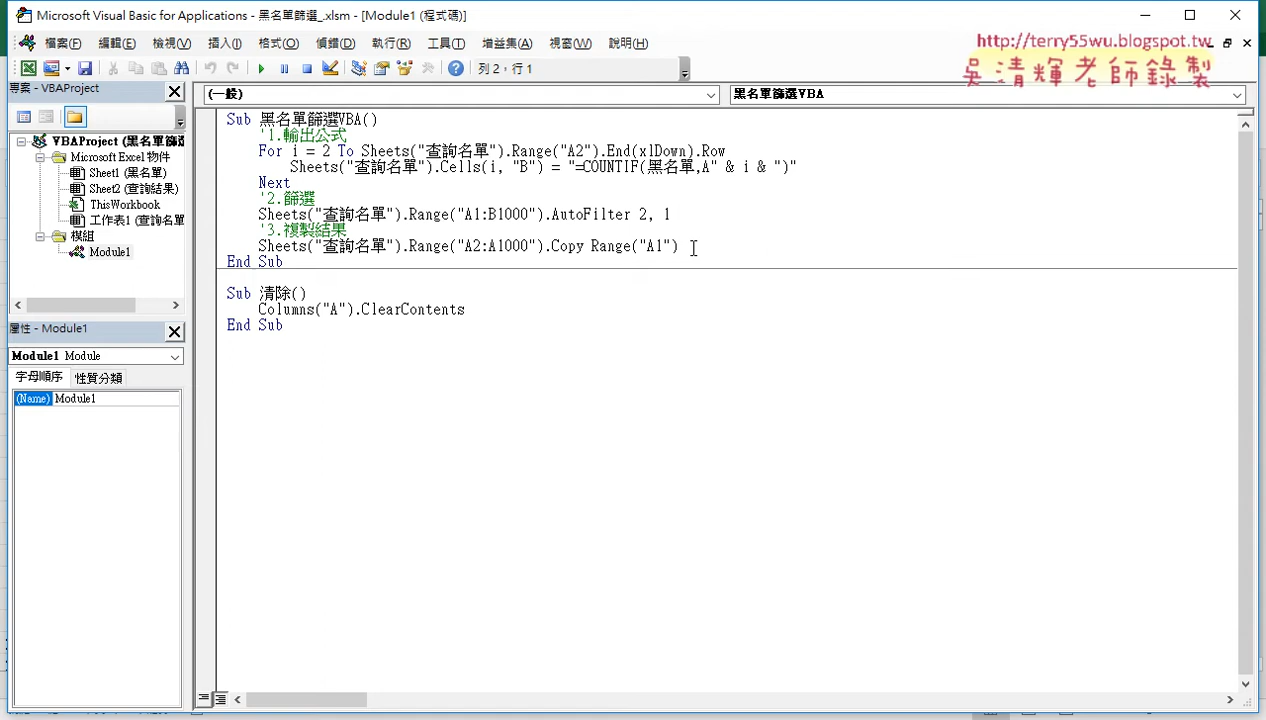 Microsoft Visual Basic for Applications - 黑名單篩選_.xlsm - [Module1 (程式碼)]
檔案(F) 編輯(E) 檢視(V) 插入(I) 格式(O) 偵錯(D) 執行(R) 工具(T) 增益集(A) 視窗(W) 說明(H)
http://terry55wu.blogspot.tw
吳清輝老師錄製
列 2，行 1
專案 - VBAProject
VBAProject (黑名單篩選
Microsoft Excel 物件
Sheet1 (黑名單)
Sheet2 (查詢結果)
ThisWorkbook
工作表1 (查詢名單
模組
Module1
屬性 - Module1
Module1 Module
字母順序 性質分類
(Name) Module1
(一般) 黑名單篩選VBA
Sub 黑名單篩選VBA()
'1.輸出公式
For i = 2 To Sheets("查詢名單").Range("A2").End(xlDown).Row
Sheets("查詢名單").Cells(i, "B") = "=COUNTIF(黑名單,A" & i & ")"
Next
'2.篩選
Sheets("查詢名單").Range("A1:B1000").AutoFilter 2, 1
'3.複製結果
Sheets("查詢名單").Range("A2:A1000").Copy Range("A1")
End Sub
Sub 清除()
Columns("A").ClearContents
End Sub